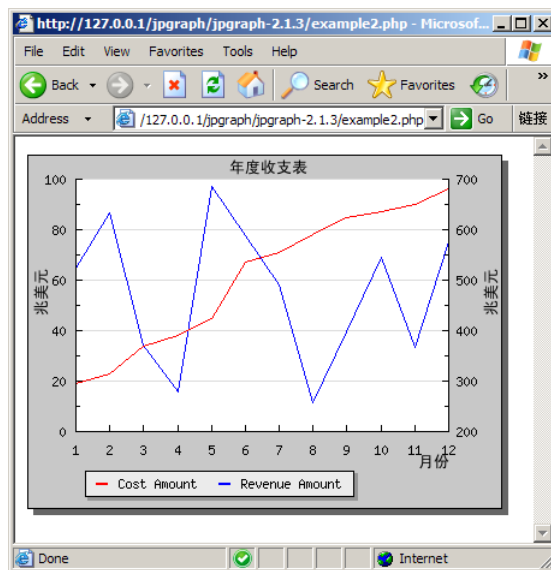 http://127.0.0.1/jpgraph/jpgraph-2.1.3/example2.php - Microsof...
File Edit View Favorites Tools Help
Back Search Favorites »
Address /127.0.0.1/jpgraph/jpgraph-2.1.3/example2.php Go 链接
年度收支表
100 700
80 600
60 500
兆美元 兆美元
40 400
20 300
0 200
1 2 3 4 5 6 7 8 9 10 11 12
月份
Cost Amount Revenue Amount
Done Internet